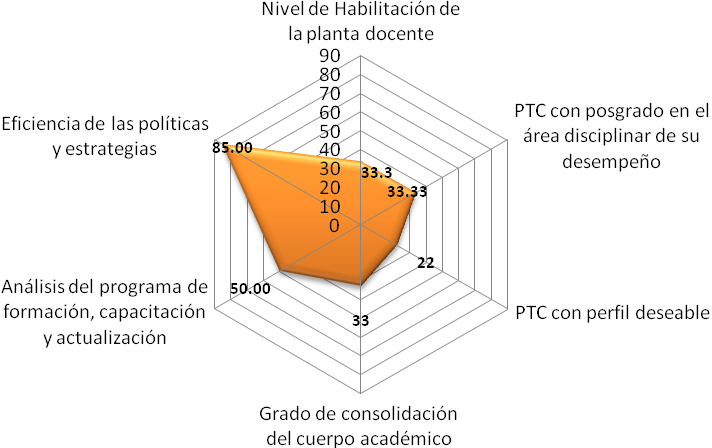 Nivel de Habilitación de
la planta docente
90
80
70
60
50
40
30
20
10
0
PTC con posgrado en el
área disciplinar de su
desempeño
Eficiencia de las políticas
y estrategias
85.00
33.3
33.33
22
50.00
33
Análisis del programa de
formación, capacitación
y actualización
PTC con perfil deseable
Grado de consolidación
del cuerpo académico